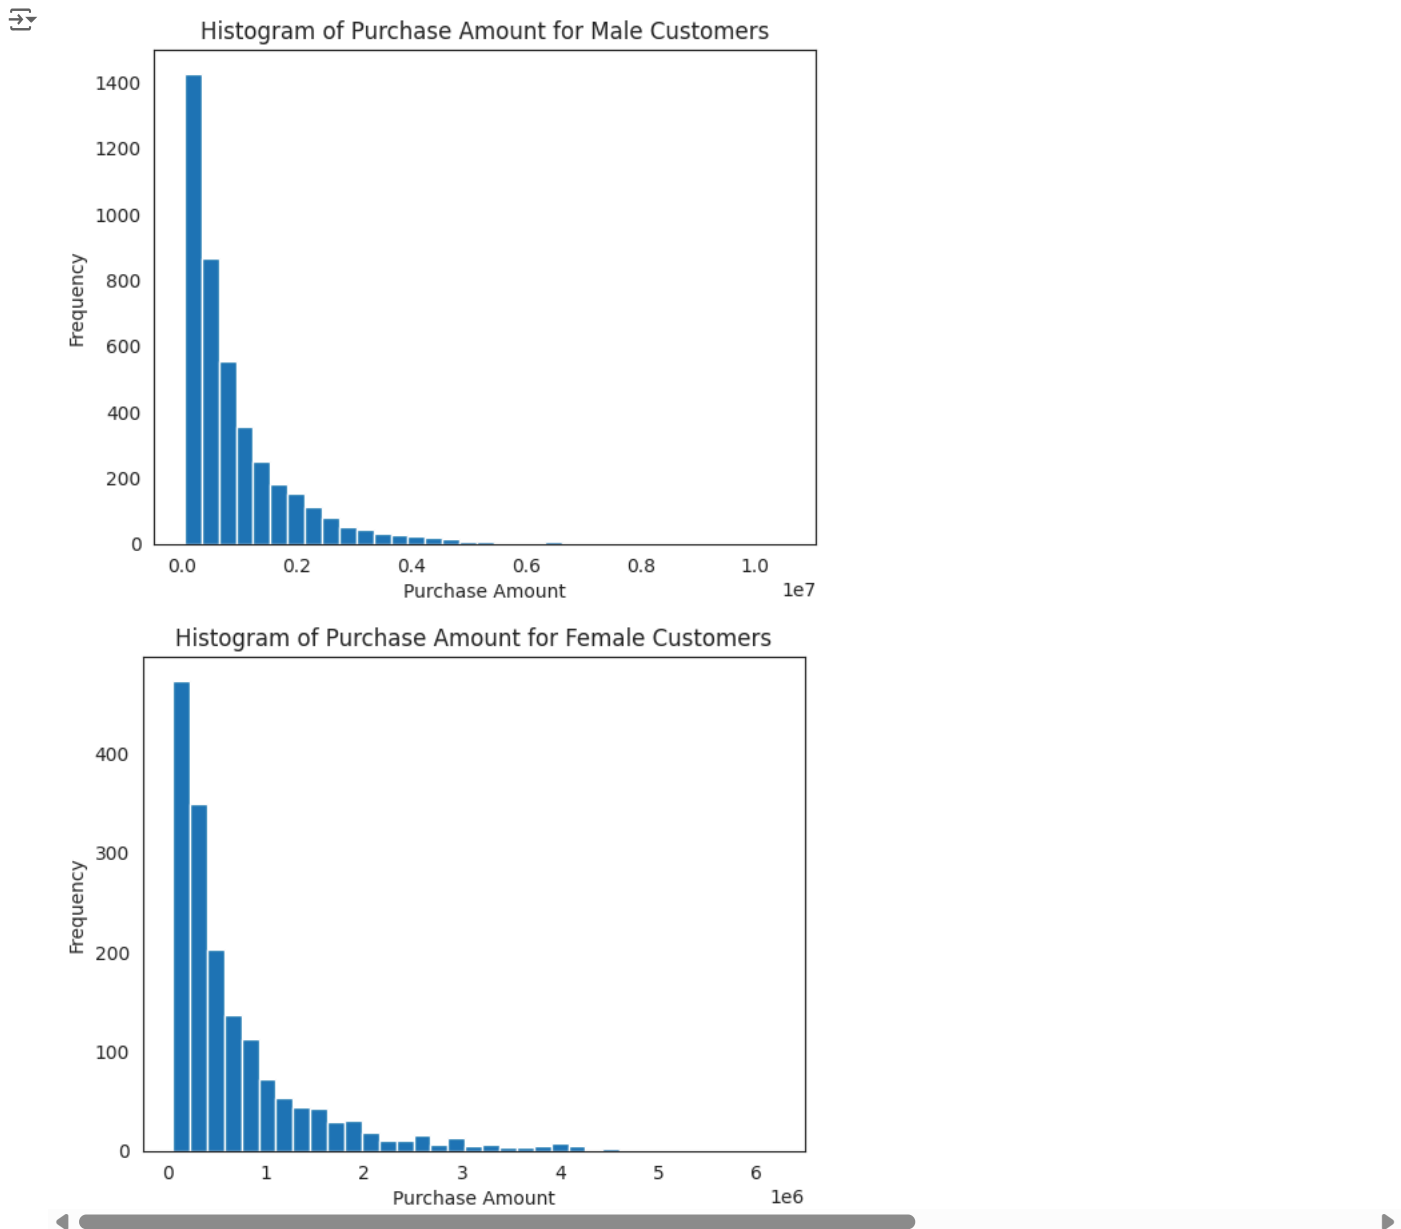 Histogram of Purchase Amount for Male Customers
1400
1200
1000
800
600
400
200
0
Frequency
0.0 0.2 0.4 0.6 0.8 1.0
1e7
Purchase Amount
Histogram of Purchase Amount for Female Customers
400
300
200
100
0
Frequency
0 1 2 3 4 5 6
1e6
Purchase Amount